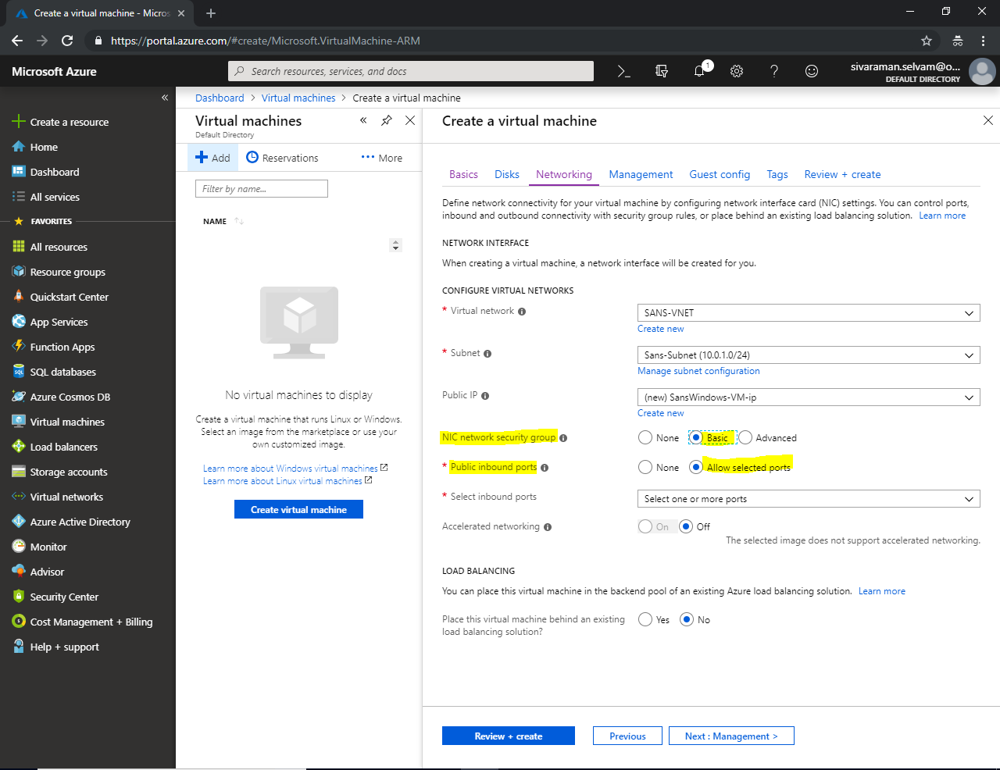 Create a virtual machine - Micros
https://portal.azure.com/#create/Microsoft.VirtualMachine-ARM
Microsoft Azure
Search resources, services, and docs
1
sivaraman.selvam@o...
DEFAULT DIRECTORY
Create a resource
Home
Dashboard
All services
FAVORITES
All resources
Resource groups
Quickstart Center
App Services
Function Apps
SQL databases
Azure Cosmos DB
Virtual machines
Load balancers
Storage accounts
Virtual networks
Azure Active Directory
Monitor
Advisor
Security Center
Cost Management + Billing
Help + support
Dashboard > Virtual machines > Create a virtual machine
Virtual machines
Default Directory
Add
Reservations
More
Filter by name...
NAME
No virtual machines to display
Create a virtual machine that runs Linux or Windows.
Select an image from the marketplace or use your
own customized image.
Learn more about Windows virtual machines
Learn more about Linux virtual machines
Create virtual machine
Create a virtual machine
Basics Disks Networking Management Guest config Tags Review + create
Define network connectivity for your virtual machine by configuring network interface card (NIC) settings. You can control ports,
inbound and outbound connectivity with security group rules, or place behind an existing load balancing solution. Learn more
NETWORK INTERFACE
When creating a virtual machine, a network interface will be created for you.
CONFIGURE VIRTUAL NETWORKS
* Virtual network
SANS-VNET
Create new
* Subnet
Sans-Subnet (10.0.1.0/24)
Manage subnet configuration
Public IP
(new) SansWindows-VM-ip
Create new
NIC network security group
None Basic Advanced
* Public inbound ports
None Allow selected ports
* Select inbound ports
Select one or more ports
Accelerated networking
On Off
The selected image does not support accelerated networking.
LOAD BALANCING
You can place this virtual machine in the backend pool of an existing Azure load balancing solution. Learn more
Place this virtual machine behind an existing
load balancing solution?
Yes No
Review + create
Previous
Next : Management >